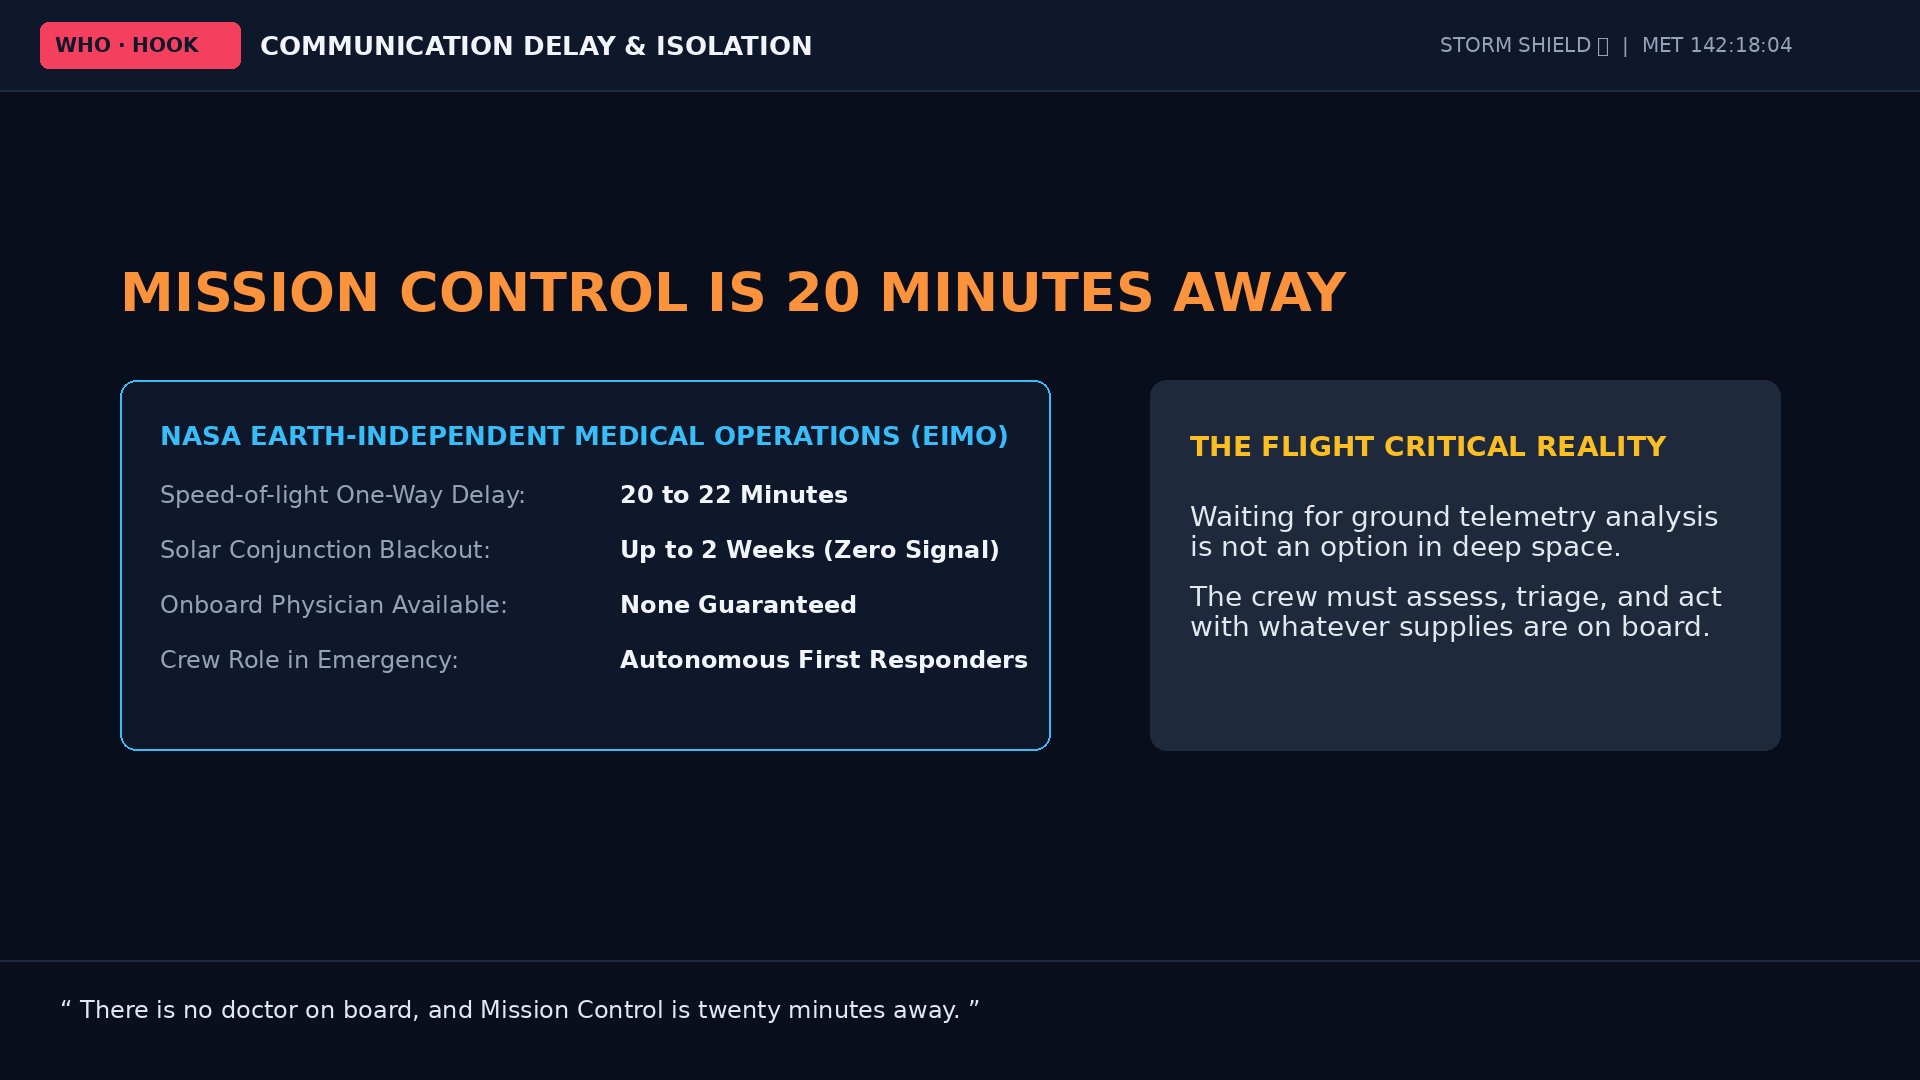 WHO · HOOK
COMMUNICATION DELAY & ISOLATION
STORM SHIELD | MET 142:18:04
MISSION CONTROL IS 20 MINUTES AWAY
NASA EARTH-INDEPENDENT MEDICAL OPERATIONS (EIMO)
Speed-of-light One-Way Delay: 20 to 22 Minutes
Solar Conjunction Blackout: Up to 2 Weeks (Zero Signal)
Onboard Physician Available: None Guaranteed
Crew Role in Emergency: Autonomous First Responders
THE FLIGHT CRITICAL REALITY
Waiting for ground telemetry analysis
is not an option in deep space.
The crew must assess, triage, and act
with whatever supplies are on board.
“ There is no doctor on board, and Mission Control is twenty minutes away. ”